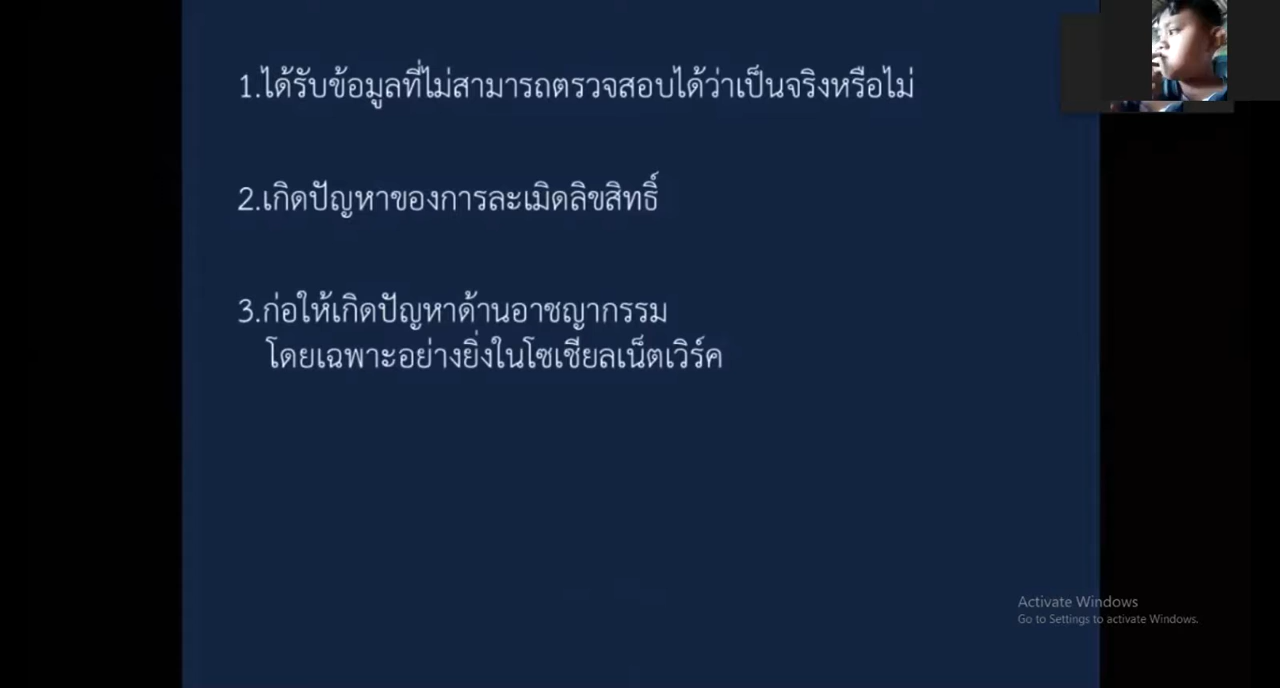 1.ได้รับข้อมูลที่ไม่สามารถตรวจสอบได้ว่าเป็นจริงหรือไม่
2.เกิดปัญหาของการละเมิดลิขสิทธิ์
3.ก่อให้เกิดปัญหาด้านอาชญากรรม
โดยเฉพาะอย่างยิ่งในโซเชียลเน็ตเวิร์ค
Activate Windows
Go to Settings to activate Windows.